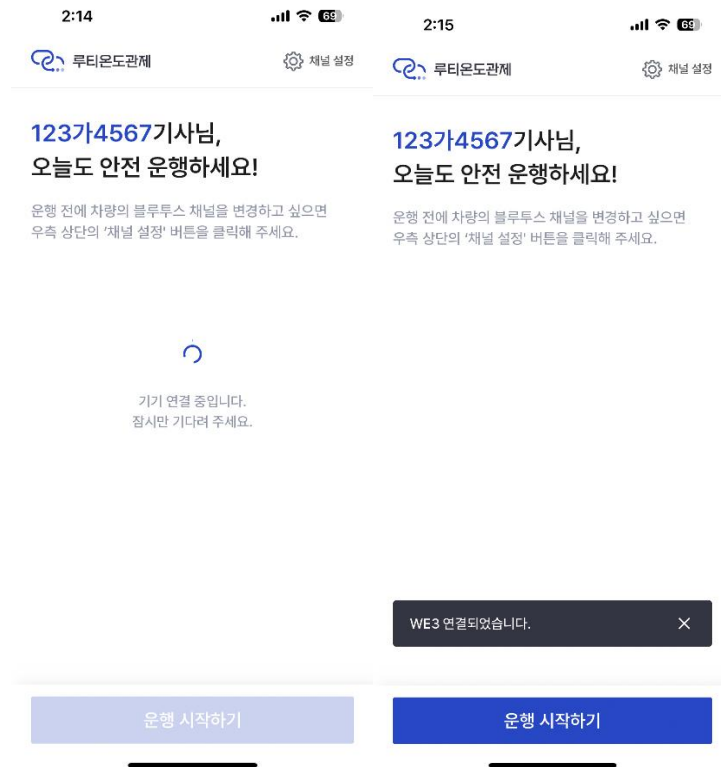 2:14
69
루티온도관제
채널 설정
123가4567기사님,
오늘도 안전 운행하세요!
운행 전에 차량의 블루투스 채널을 변경하고 싶으면
우측 상단의 '채널 설정' 버튼을 클릭해 주세요.
기기 연결 중입니다.
잠시만 기다려 주세요.
운행 시작하기
2:15
69
루티온도관제
채널 설정
123가4567기사님,
오늘도 안전 운행하세요!
운행 전에 차량의 블루투스 채널을 변경하고 싶으면
우측 상단의 '채널 설정' 버튼을 클릭해 주세요.
WE3 연결되었습니다.
운행 시작하기